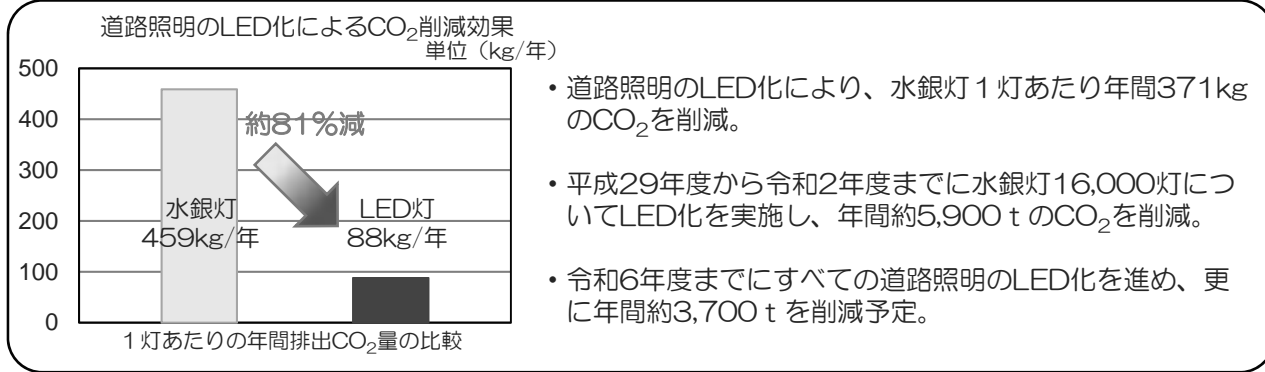 道路照明のLED化によるCO₂削減効果
単位（kg/年）
500
400
300
200
100
0
約81%減
水銀灯
459kg/年
LED灯
88kg/年
１灯あたりの年間排出CO₂量の比較
・道路照明のLED化により、水銀灯１灯あたり年間371kg
のCO₂を削減。
・平成29年度から令和2年度までに水銀灯16,000灯につ
いてLED化を実施し、年間約5,900ｔのCO₂を削減。
・令和6年度までにすべての道路照明のLED化を進め、更
に年間約3,700ｔを削減予定。